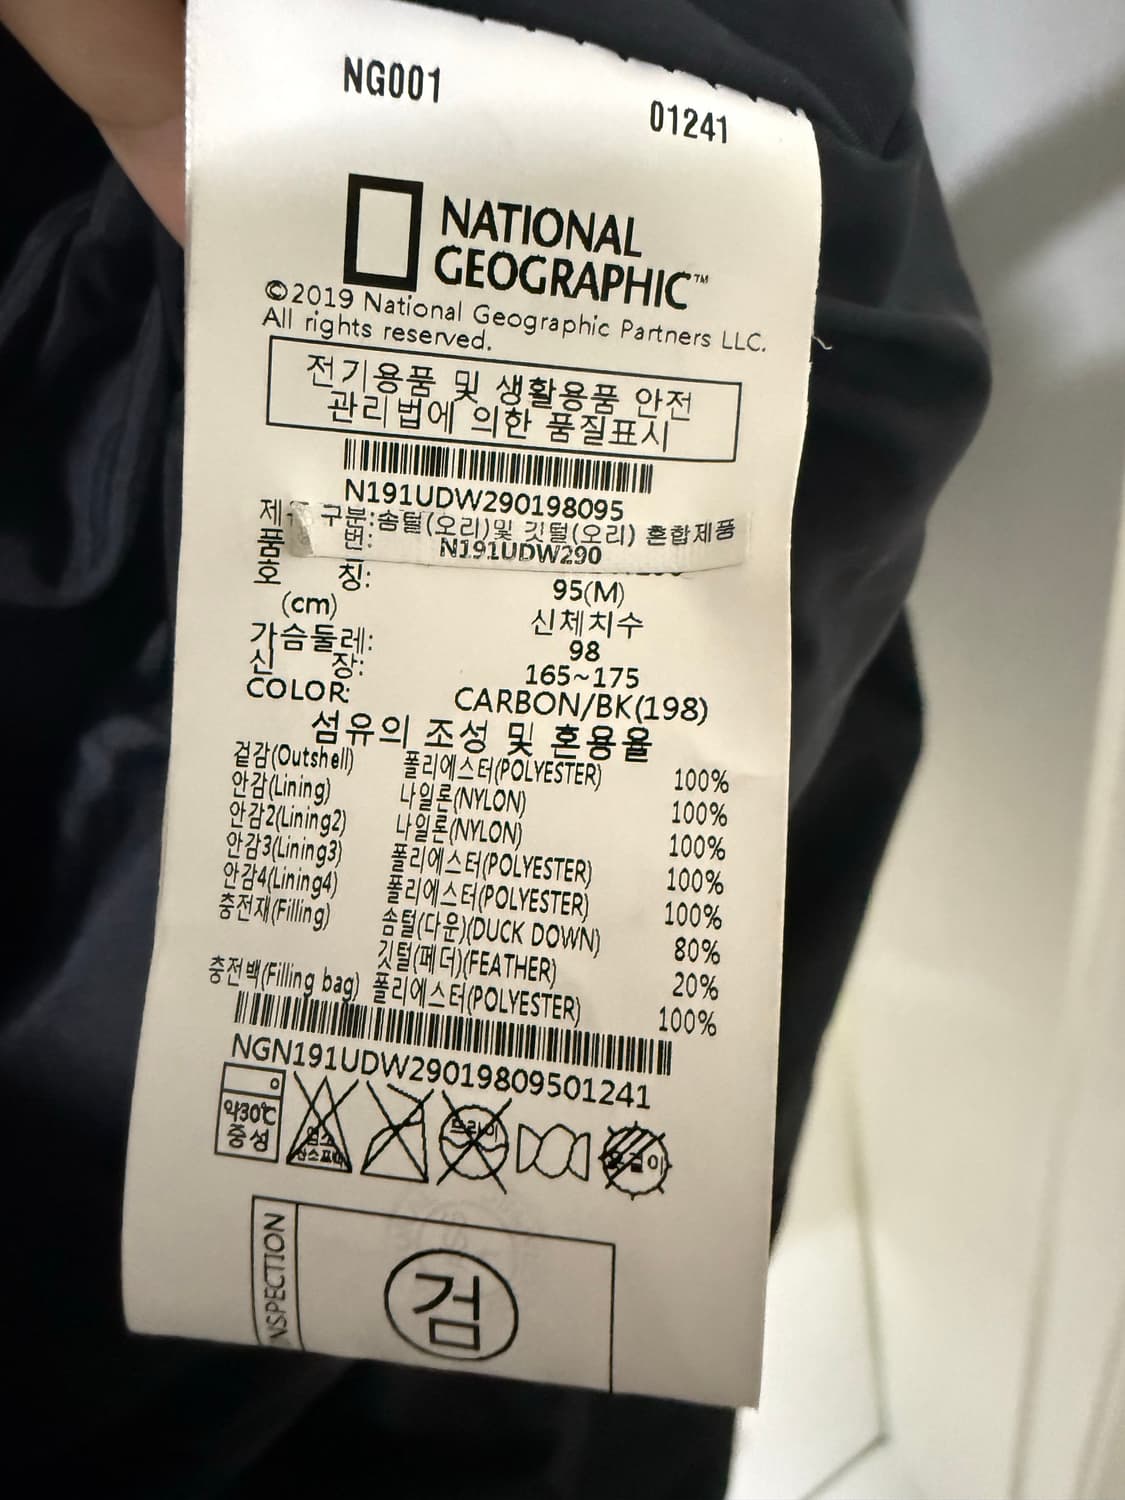 NG001
01241
NATIONAL
GEOGRAPHIC™
©2019 National Geographic Partners LLC.
All rights reserved.
전기용품 및 생활용품 안전
관리법에 의한 품질표시
N191UDW290198095
구분:솜털(오리)및 깃털(오리) 혼합제품
품 번: N191UDW290
호 칭: 95(M)
(cm) 신체치수
가슴둘레: 98
신 장: 165~175
COLOR: CARBON/BK(198)
섬유의 조성 및 혼용율
겉감(Outshell) 폴리에스터(POLYESTER) 100%
안감(Lining) 나일론(NYLON) 100%
안감2(Lining2) 나일론(NYLON) 100%
안감3(Lining3) 폴리에스터(POLYESTER) 100%
안감4(Lining4) 폴리에스터(POLYESTER) 100%
충전재(Filling) 솜털(다운)(DUCK DOWN) 80%
깃털(페더)(FEATHER) 20%
충전백(Filling bag) 폴리에스터(POLYESTER) 100%
NGN191UDW29019809501241
약30℃
중성
드라이
NSPECTION
검